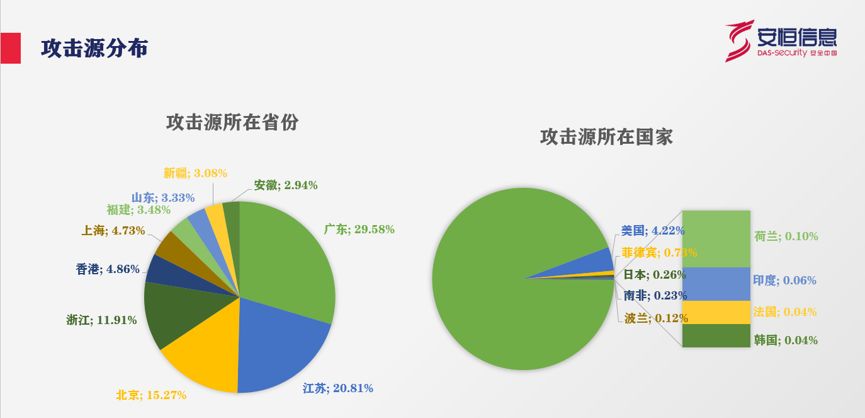 攻击源分布
安恒信息
DAS-security 安全中国
攻击源所在省份
新疆; 3.08%
安徽; 2.94%
山东; 3.33%
福建; 3.48%
上海; 4.73%
香港; 4.86%
浙江; 11.91%
北京; 15.27%
江苏; 20.81%
广东; 29.58%
攻击源所在国家
美国; 4.22%
菲律宾; 0.73%
日本; 0.26%
南非; 0.23%
波兰; 0.12%
荷兰; 0.10%
印度; 0.06%
法国; 0.04%
韩国; 0.04%